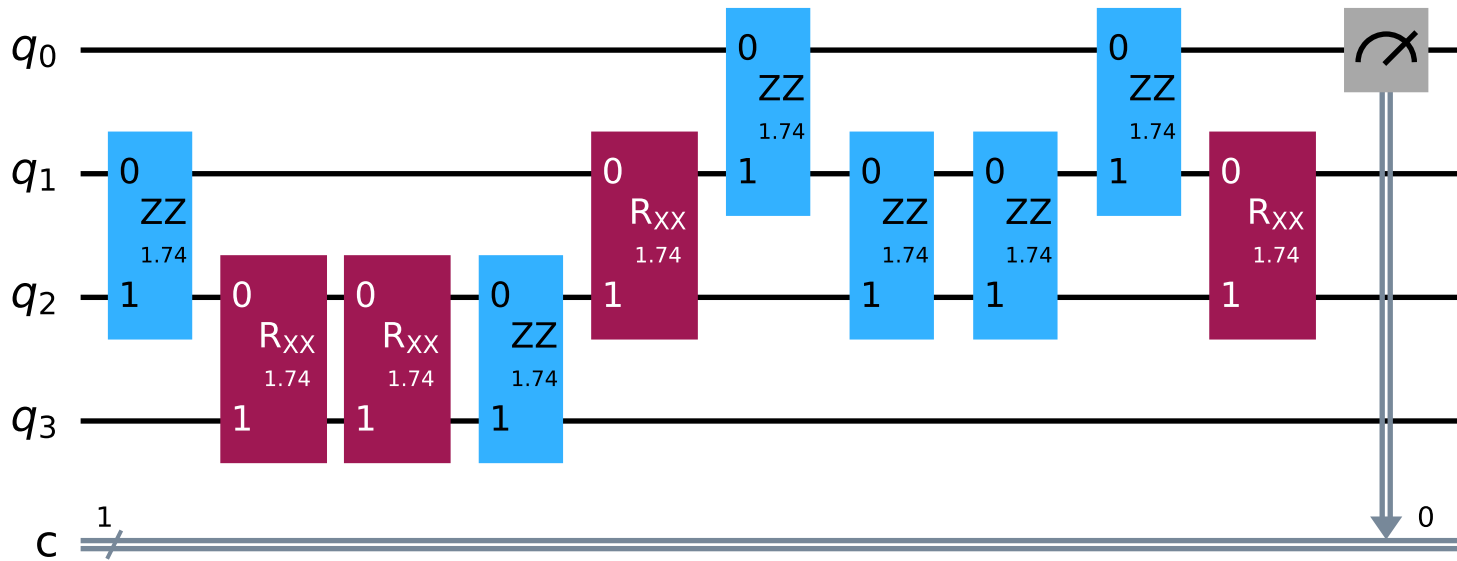 q0 0 0
ZZ ZZ
1.74 1.74
q1 0 0 1 0 0 1 0
ZZ RXX ZZ ZZ RXX
1.74 1.74 1.74 1.74 1.74
q2 1 0 0 0 1 1 1 1
RXX RXX ZZ
1.74 1.74 1.74
q3 1 1 1
1 0
c